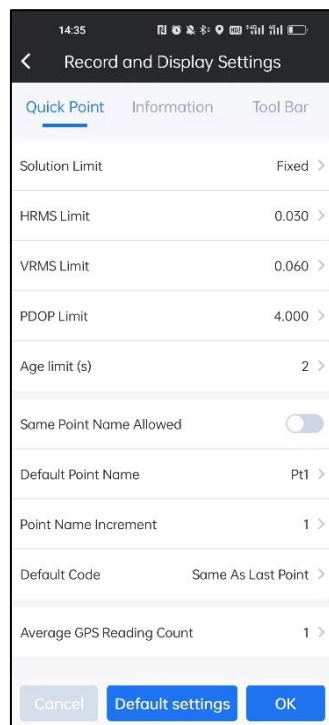 14:35
Record and Display Settings
Quick Point Information Tool Bar
Solution Limit Fixed
HRMS Limit 0.030
VRMS Limit 0.060
PDOP Limit 4.000
Age limit (s) 2
Same Point Name Allowed
Default Point Name Pt1
Point Name Increment 1
Default Code Same As Last Point
Average GPS Reading Count 1
Cancel Default settings OK